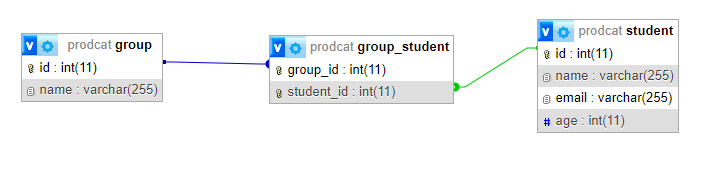 prodcat group
id : int(11)
name : varchar(255)
prodcat group_student
group_id : int(11)
student_id : int(11)
prodcat student
id : int(11)
name : varchar(255)
email : varchar(255)
# age : int(11)